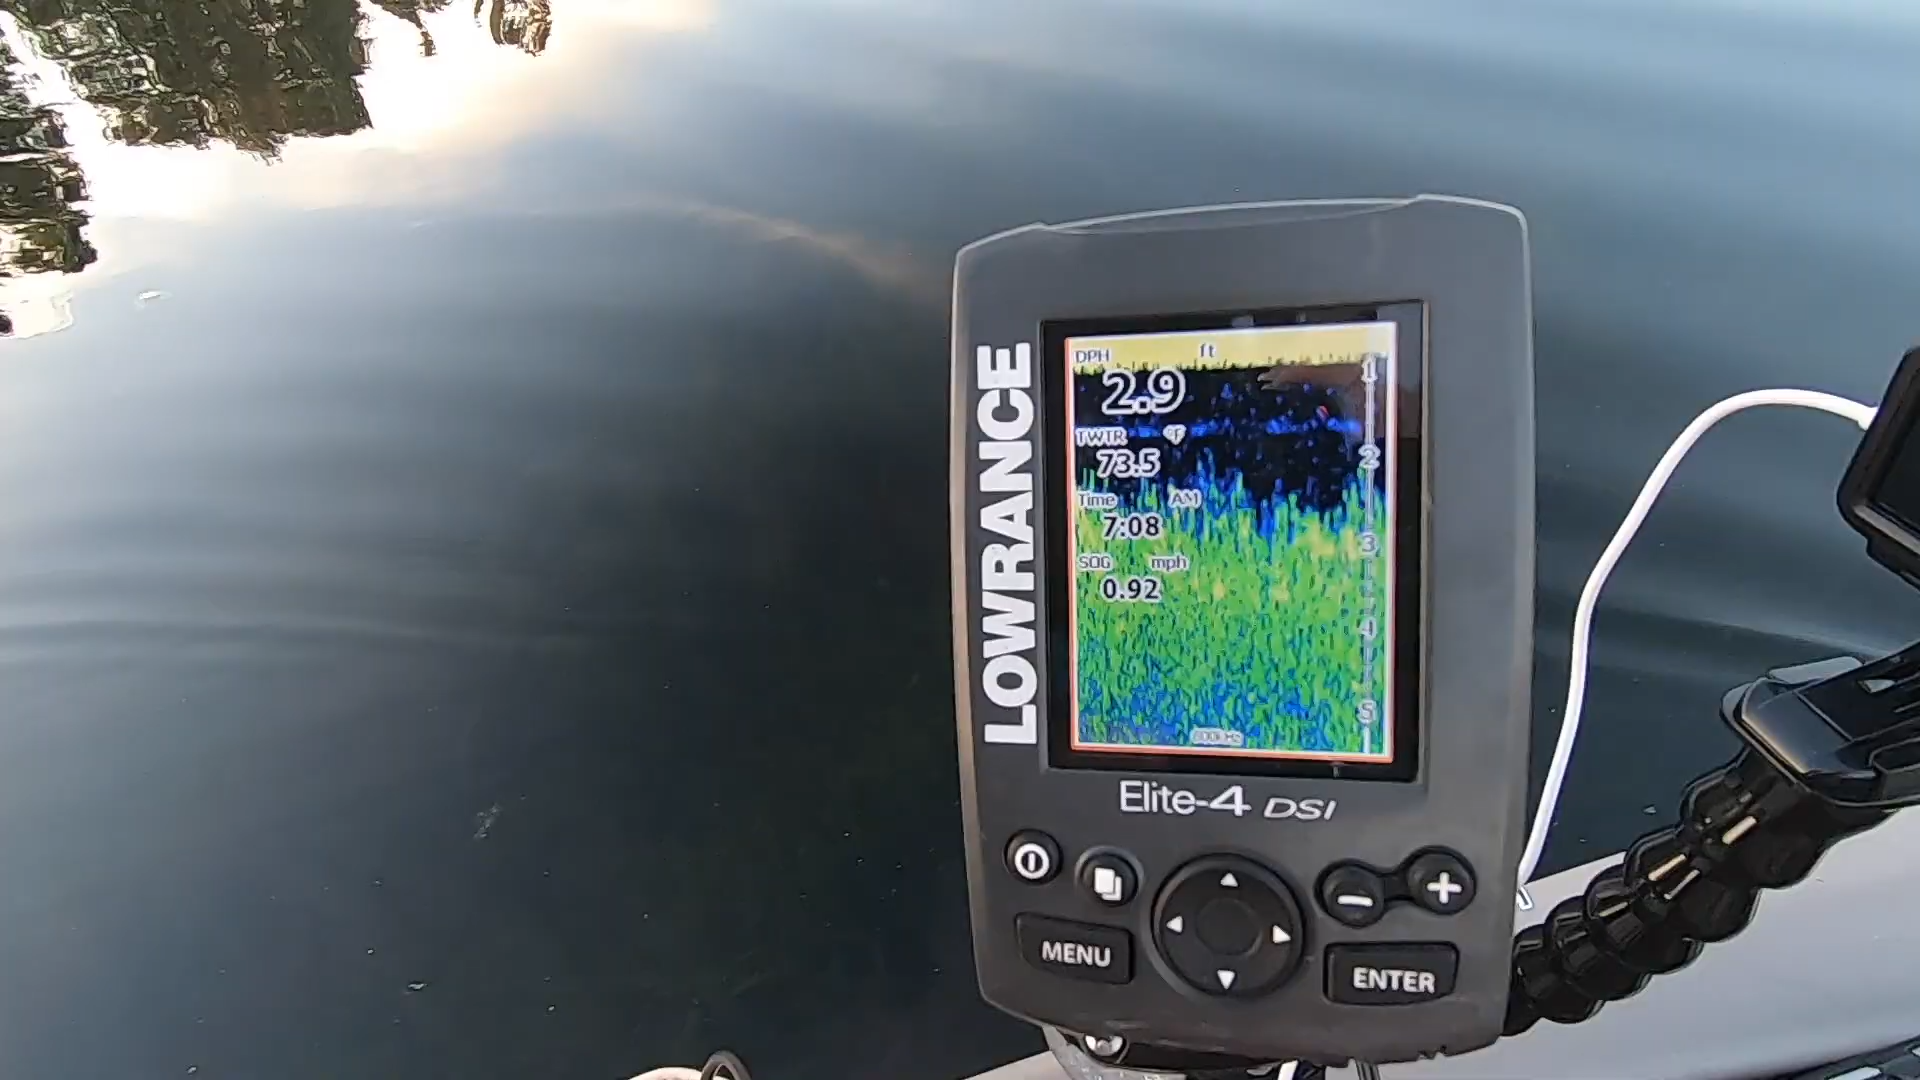 LOWRANCE
DPH ft
2.9
TWTR °F
73.5
Time AM
7:08
SOG mph
0.92
1
2
3
4
5
800kHz
Elite-4 DSI
MENU
ENTER